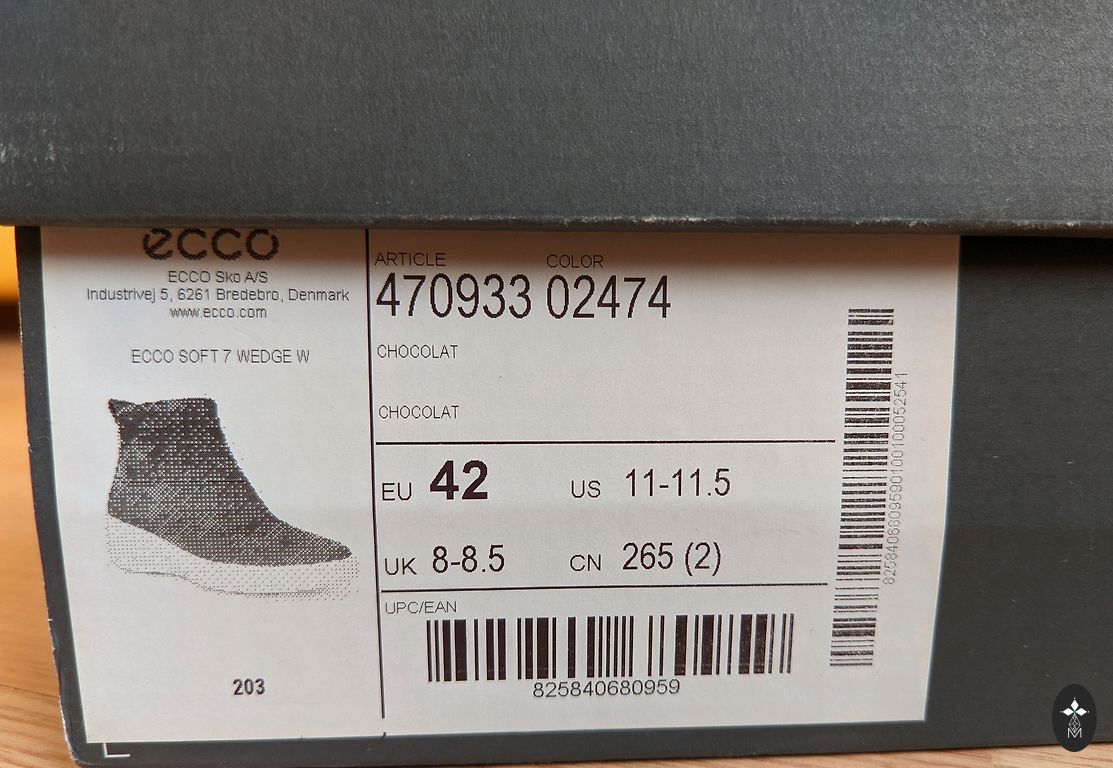 ecco
ECCO Sko A/S
Industrivej 5, 6261 Bredebro, Denmark
www.ecco.com
ECCO SOFT 7 WEDGE W
203
ARTICLE COLOR
470933 02474
CHOCOLAT
CHOCOLAT
EU 42 US 11-11.5
UK 8-8.5 CN 265 (2)
UPC/EAN
825840680959
82584068095901001000052541
M